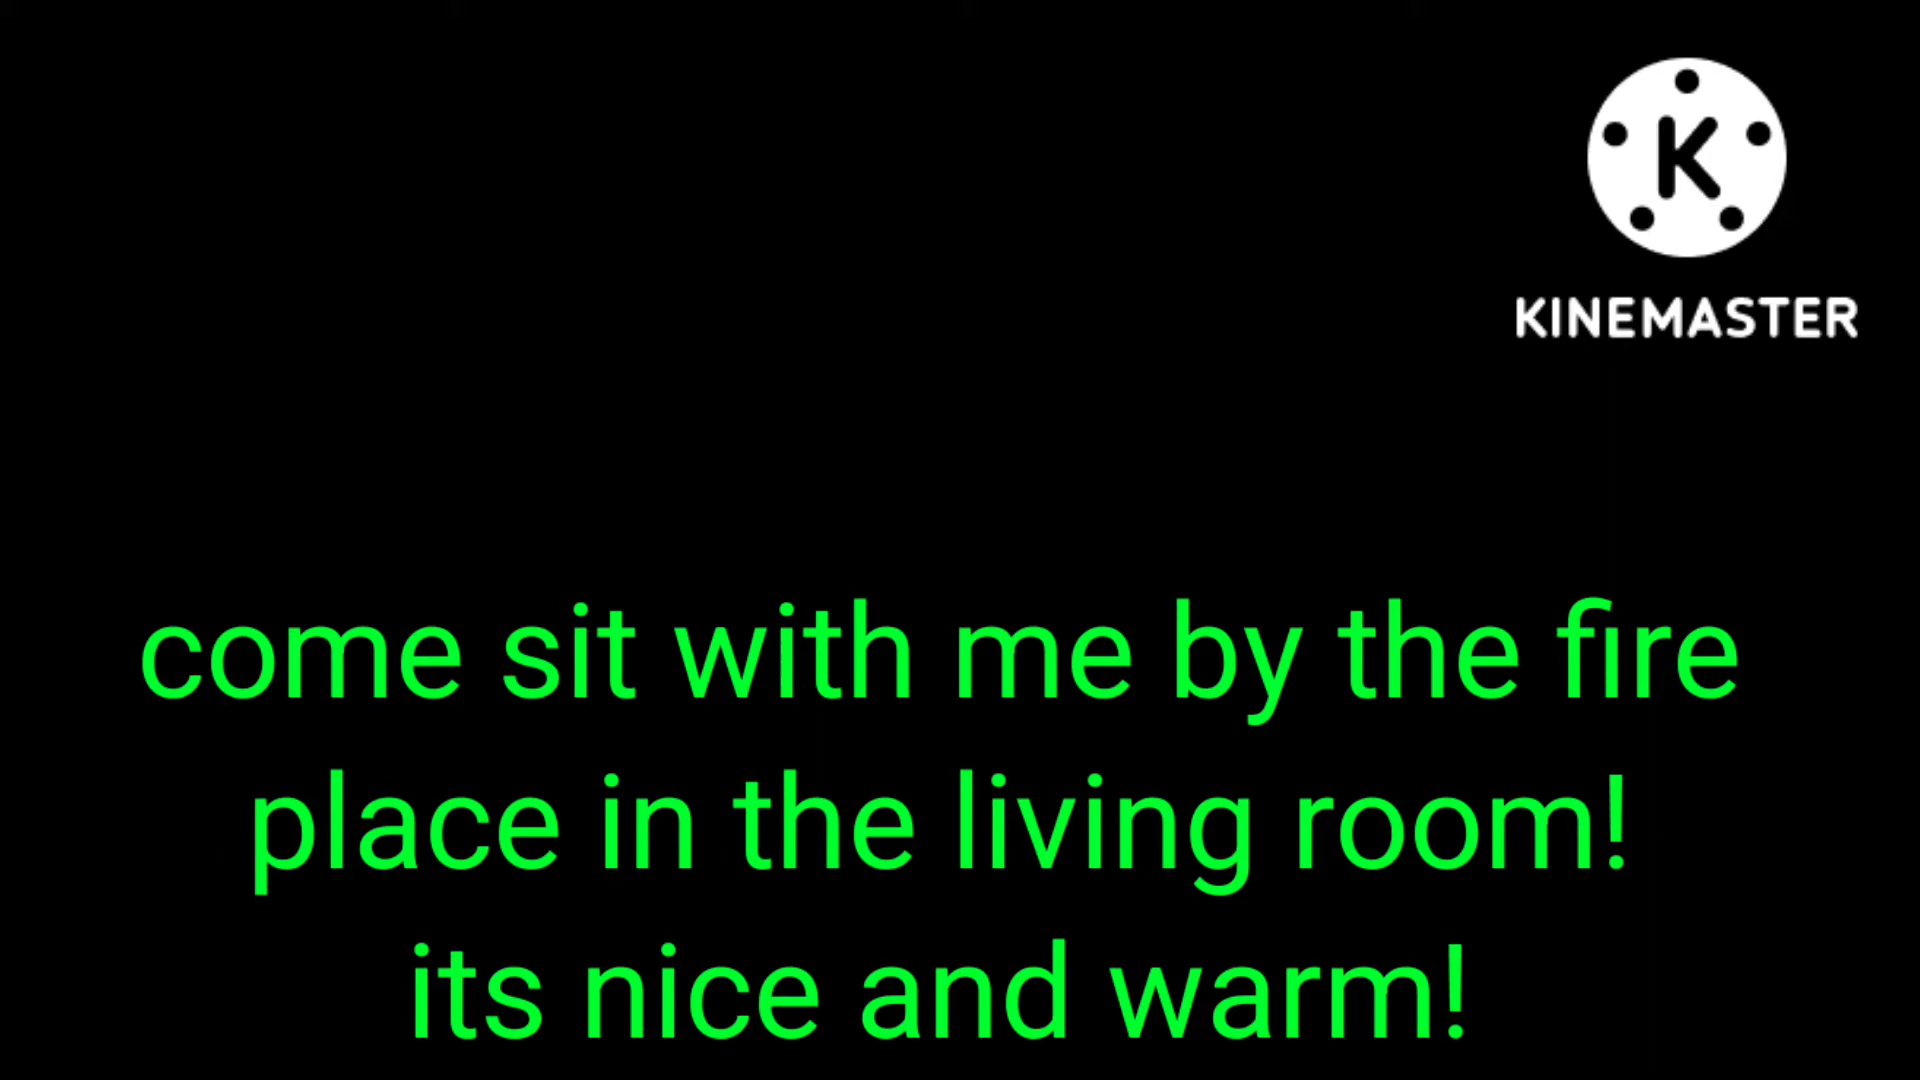 K
KINEMASTER
come sit with me by the fire
place in the living room!
its nice and warm!